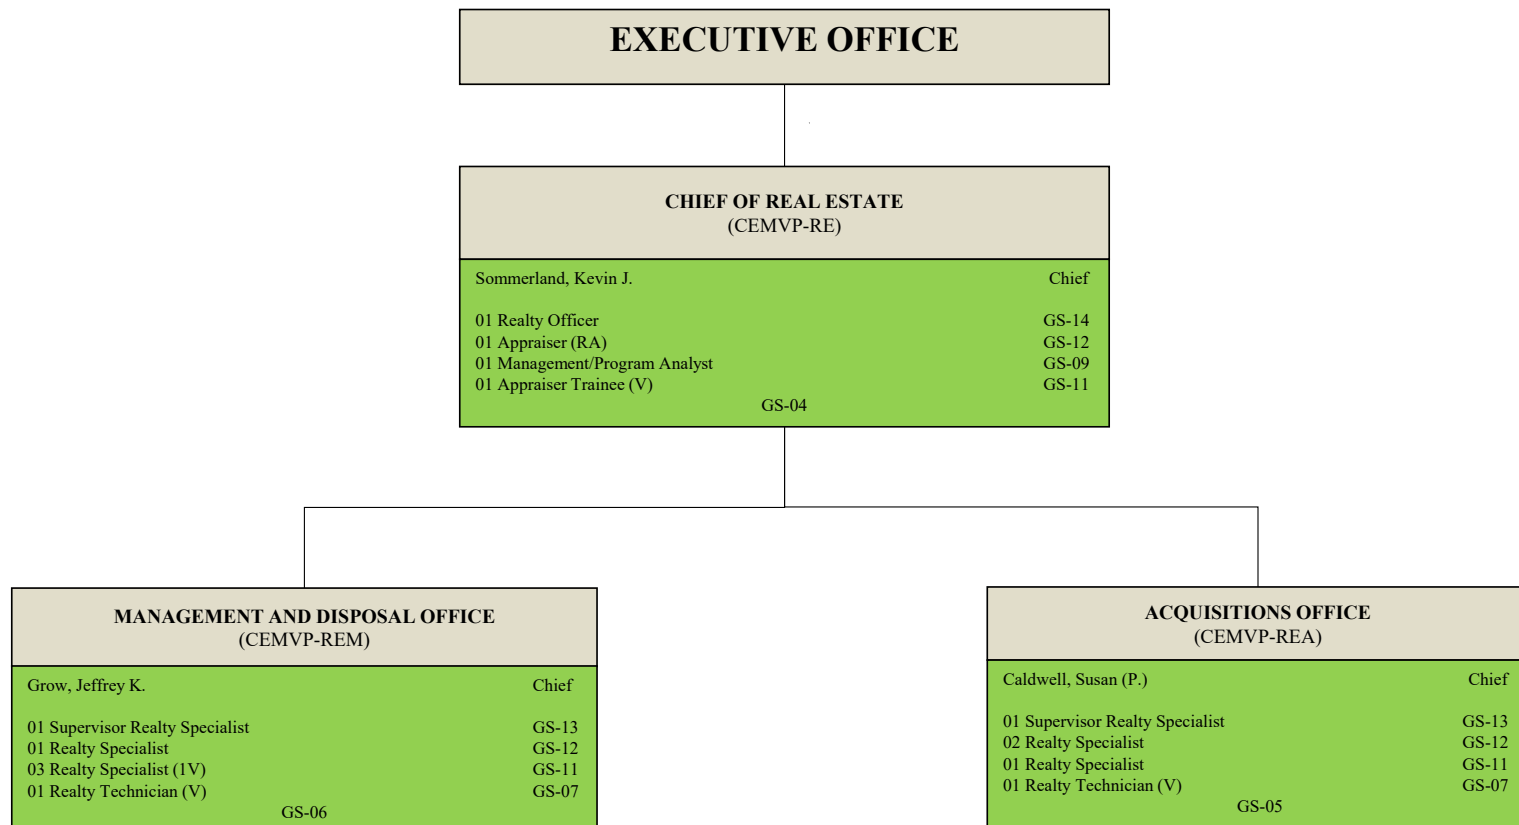 EXECUTIVE OFFICE
CHIEF OF REAL ESTATE
(CEMVP-RE)
Sommerland, Kevin J. Chief
01 Realty Officer GS-14
01 Appraiser (RA) GS-12
01 Management/Program Analyst GS-09
01 Appraiser Trainee (V) GS-11
GS-04
MANAGEMENT AND DISPOSAL OFFICE
(CEMVP-REM)
Grow, Jeffrey K. Chief
01 Supervisor Realty Specialist GS-13
01 Realty Specialist GS-12
03 Realty Specialist (1V) GS-11
01 Realty Technician (V) GS-07
GS-06
ACQUISITIONS OFFICE
(CEMVP-REA)
Caldwell, Susan (P.) Chief
01 Supervisor Realty Specialist GS-13
02 Realty Specialist GS-12
01 Realty Specialist GS-11
01 Realty Technician (V) GS-07
GS-05